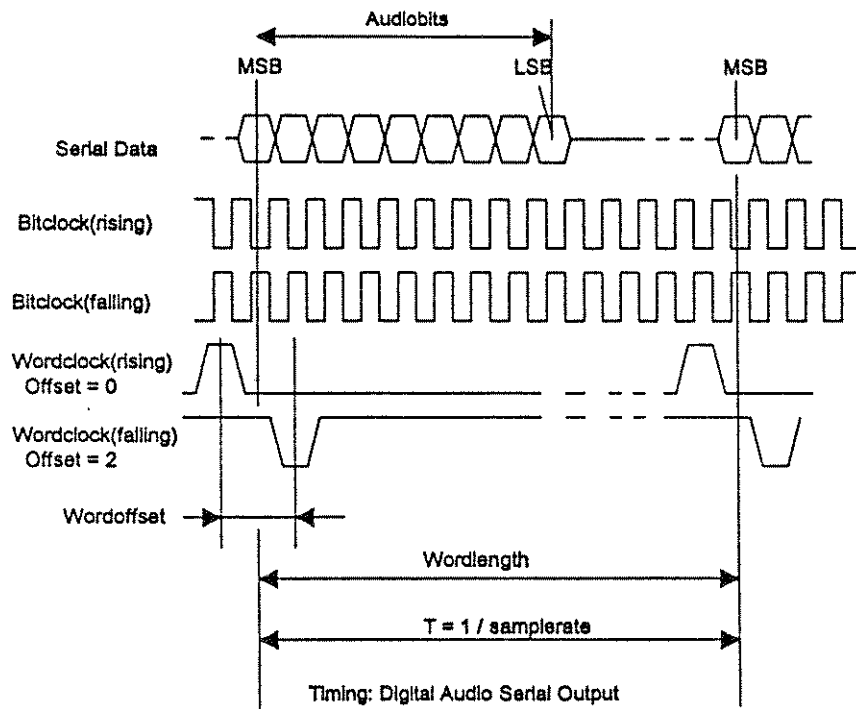 Audiobits
MSB LSB MSB
Serial Data
Bitclock(rising)
Bitclock(falling)
Wordclock(rising)
Offset = 0
Wordclock(falling)
Offset = 2
Wordoffset
Wordlength
T = 1 / samplerate
Timing: Digital Audio Serial Output